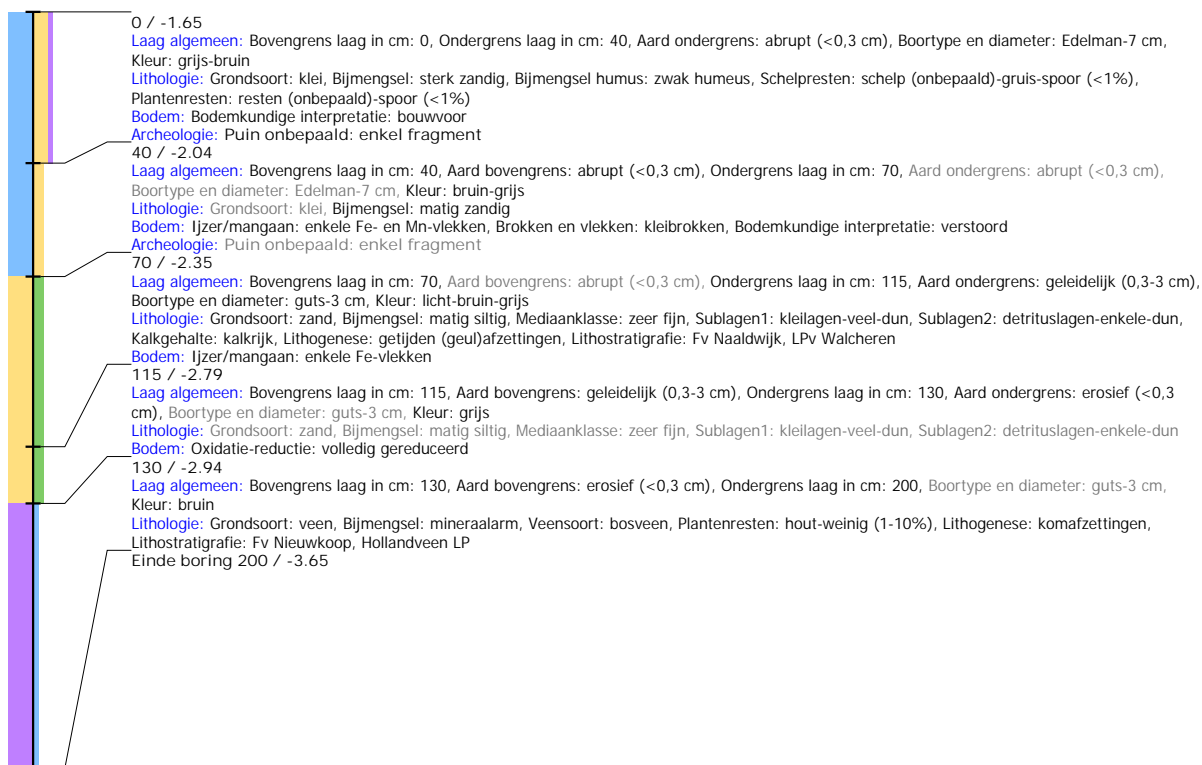 0 / -1.65
Laag algemeen: Bovengrens laag in cm: 0, Ondergrens laag in cm: 40, Aard ondergrens: abrupt (<0,3 cm), Boortype en diameter: Edelman-7 cm,
Kleur: grijs-bruin
Lithologie: Grondsoort: klei, Bijmengsel: sterk zandig, Bijmengsel humus: zwak humeus, Schelpresten: schelp (onbepaald)-gruis-spoor (<1%),
Plantenresten: resten (onbepaald)-spoor (<1%)
Bodem: Bodemkundige interpretatie: bouwvoor
Archeologie: Puin onbepaald: enkel fragment
40 / -2.04
Laag algemeen: Bovengrens laag in cm: 40, Aard bovengrens: abrupt (<0,3 cm), Ondergrens laag in cm: 70, Aard ondergrens: abrupt (<0,3 cm),
Boortype en diameter: Edelman-7 cm, Kleur: bruin-grijs
Lithologie: Grondsoort: klei, Bijmengsel: matig zandig
Bodem: Ijzer/mangaan: enkele Fe- en Mn-vlekken, Brokken en vlekken: kleibrokken, Bodemkundige interpretatie: verstoord
Archeologie: Puin onbepaald: enkel fragment
70 / -2.35
Laag algemeen: Bovengrens laag in cm: 70, Aard bovengrens: abrupt (<0,3 cm), Ondergrens laag in cm: 115, Aard ondergrens: geleidelijk (0,3-3 cm),
Boortype en diameter: guts-3 cm, Kleur: licht-bruin-grijs
Lithologie: Grondsoort: zand, Bijmengsel: matig siltig, Mediaanklasse: zeer fijn, Sublagen1: kleilagen-veel-dun, Sublagen2: detrituslagen-enkele-dun,
Kalkgehalte: kalkrijk, Lithogenese: getijden (geul)afzettingen, Lithostratigrafie: Fv Naaldwijk, LPv Walcheren
Bodem: Ijzer/mangaan: enkele Fe-vlekken
115 / -2.79
Laag algemeen: Bovengrens laag in cm: 115, Aard bovengrens: geleidelijk (0,3-3 cm), Ondergrens laag in cm: 130, Aard ondergrens: erosief (<0,3
cm), Boortype en diameter: guts-3 cm, Kleur: grijs
Lithologie: Grondsoort: zand, Bijmengsel: matig siltig, Mediaanklasse: zeer fijn, Sublagen1: kleilagen-veel-dun, Sublagen2: detrituslagen-enkele-dun
Bodem: Oxidatie-reductie: volledig gereduceerd
130 / -2.94
Laag algemeen: Bovengrens laag in cm: 130, Aard bovengrens: erosief (<0,3 cm), Ondergrens laag in cm: 200, Boortype en diameter: guts-3 cm,
Kleur: bruin
Lithologie: Grondsoort: veen, Bijmengsel: mineraalarm, Veensoort: bosveen, Plantenresten: hout-weinig (1-10%), Lithogenese: komafzettingen,
Lithostratigrafie: Fv Nieuwkoop, Hollandveen LP
Einde boring 200 / -3.65